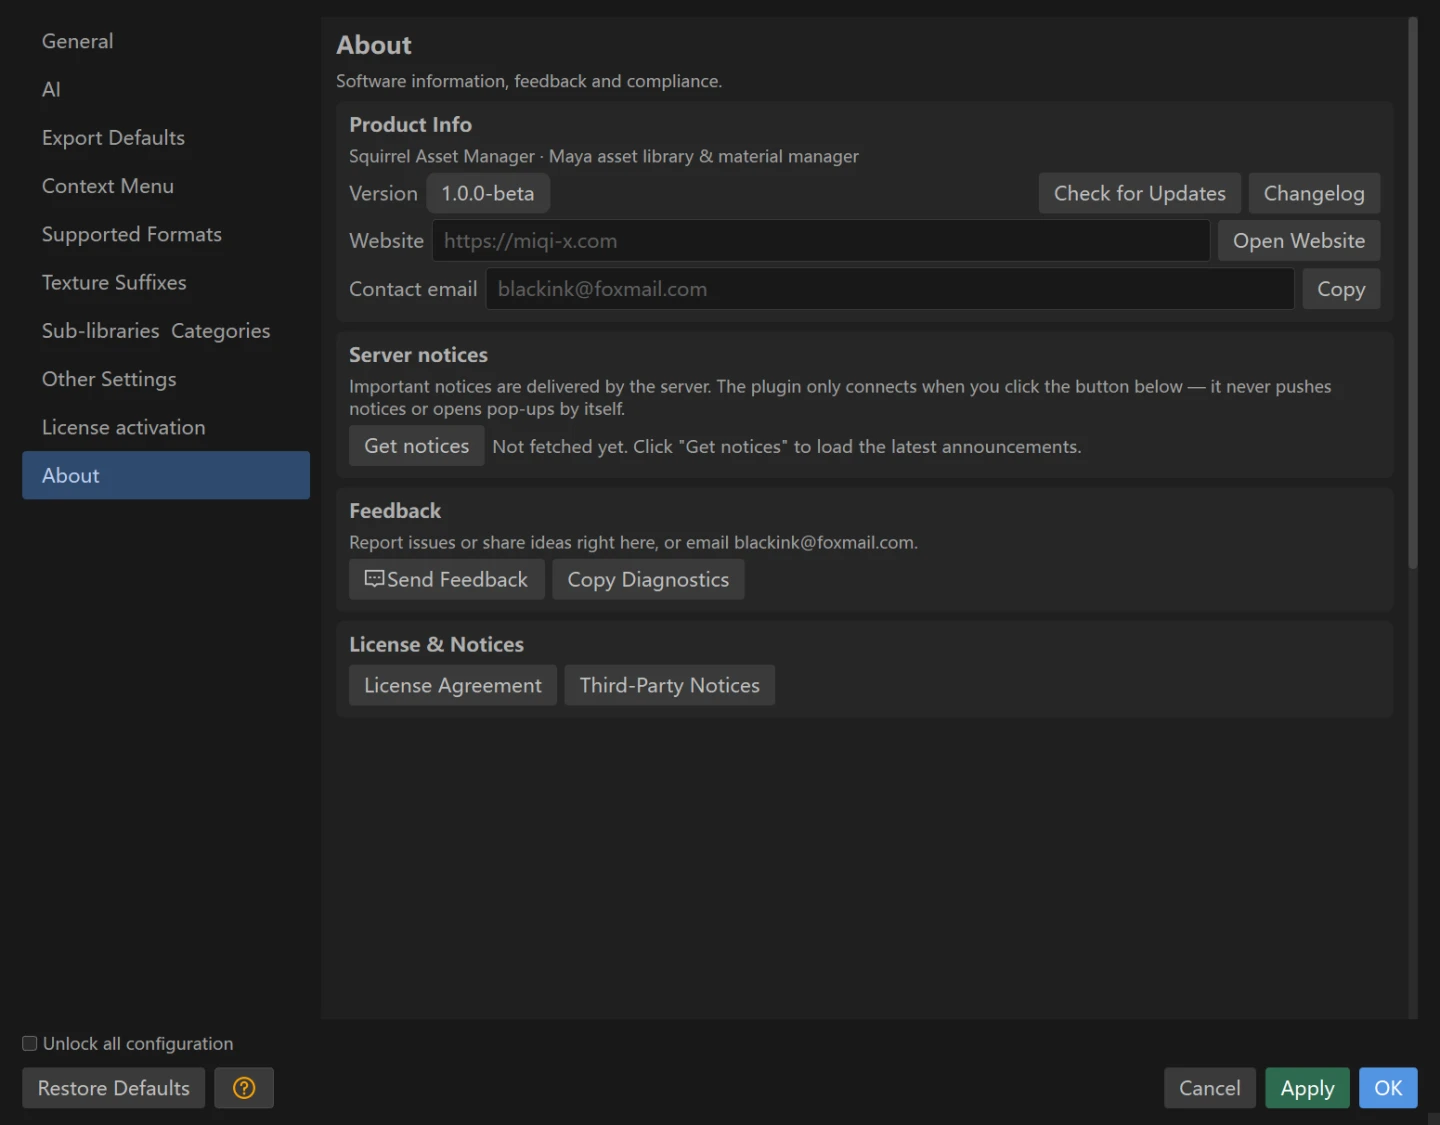 General
AI
Export Defaults
Context Menu
Supported Formats
Texture Suffixes
Sub-libraries  Categories
Other Settings
License activation
About
About
Software information, feedback and compliance.
Product Info
Squirrel Asset Manager · Maya asset library & material manager
Version 1.0.0-beta Check for Updates Changelog
Website https://miqi-x.com Open Website
Contact email blackink@foxmail.com Copy
Server notices
Important notices are delivered by the server. The plugin only connects when you click the button below — it never pushes
notices or opens pop-ups by itself.
Get notices Not fetched yet. Click "Get notices" to load the latest announcements.
Feedback
Report issues or share ideas right here, or email blackink@foxmail.com.
Send Feedback Copy Diagnostics
License & Notices
License Agreement Third-Party Notices
Unlock all configuration
Restore Defaults ? Cancel Apply OK